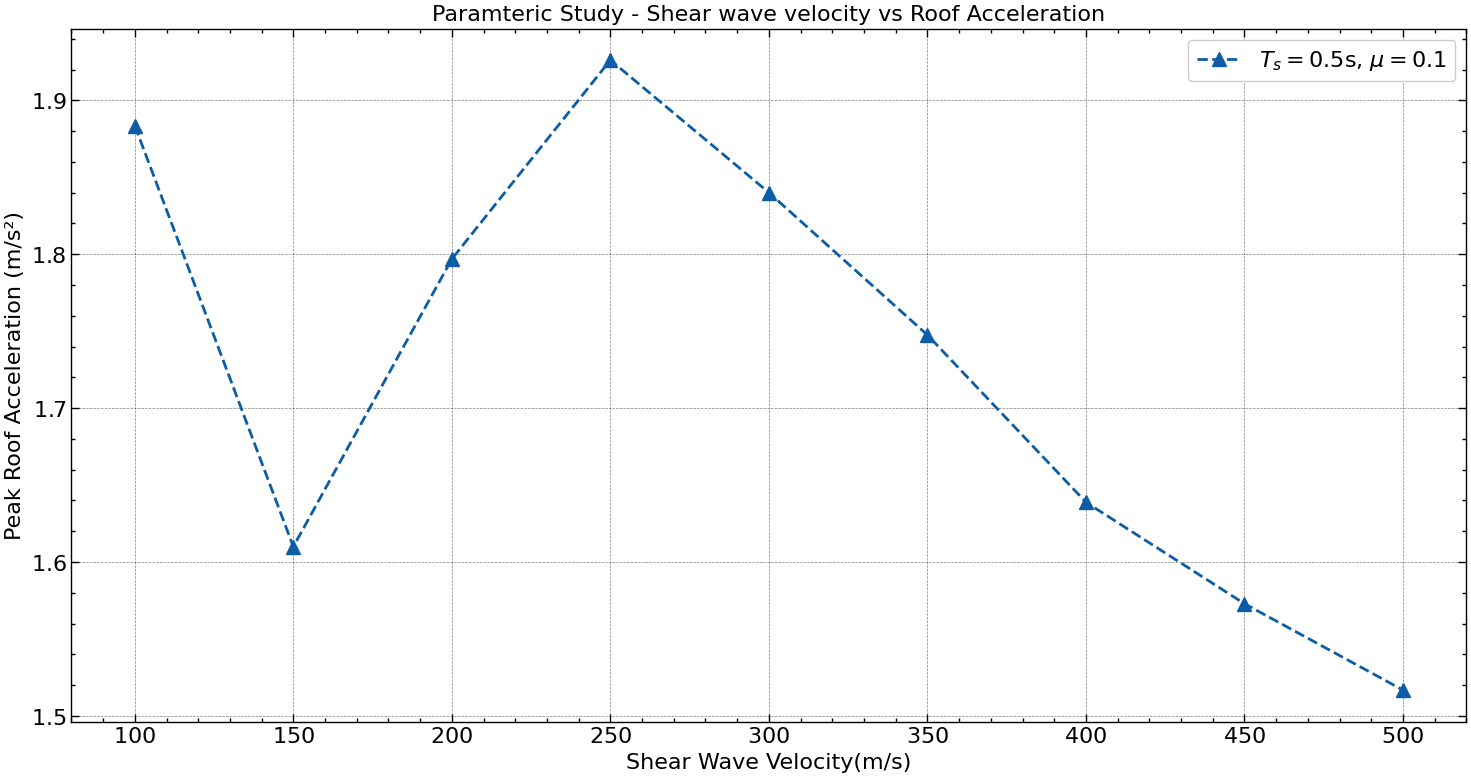 Paramteric Study - Shear wave velocity vs Roof Acceleration
T_s = 0.5s, μ = 0.1
Peak Roof Acceleration (m/s²)
1.9
1.8
1.7
1.6
1.5
100 150 200 250 300 350 400 450 500
Shear Wave Velocity(m/s)